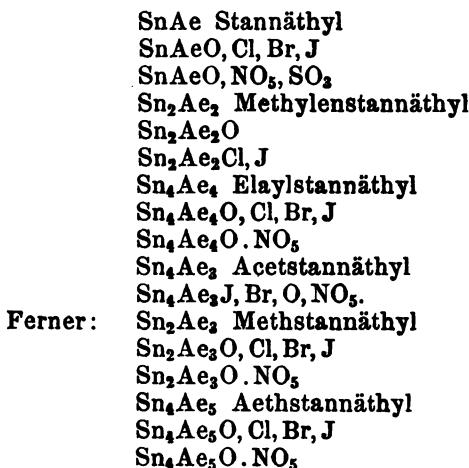 SnAe Stannäthyl
SnAeO, Cl, Br, J
SnAeO, NO₅, SO₃
Sn₂Ae₂ Methylenstannäthyl
Sn₂Ae₂O
Sn₂Ae₂Cl, J
Sn₄Ae₄ Elaylstannäthyl
Sn₄Ae₄O, Cl, Br, J
Sn₄Ae₄O . NO₅
Sn₄Ae₃ Acetstannäthyl
Sn₄Ae₃J, Br, O, NO₅.
Ferner: Sn₂Ae₃ Methstannäthyl
Sn₂Ae₃O, Cl, Br, J
Sn₂Ae₃O . NO₅
Sn₄Ae₅ Aethstannäthyl
Sn₄Ae₅O, Cl, Br, J
Sn₄Ae₅O . NO₅